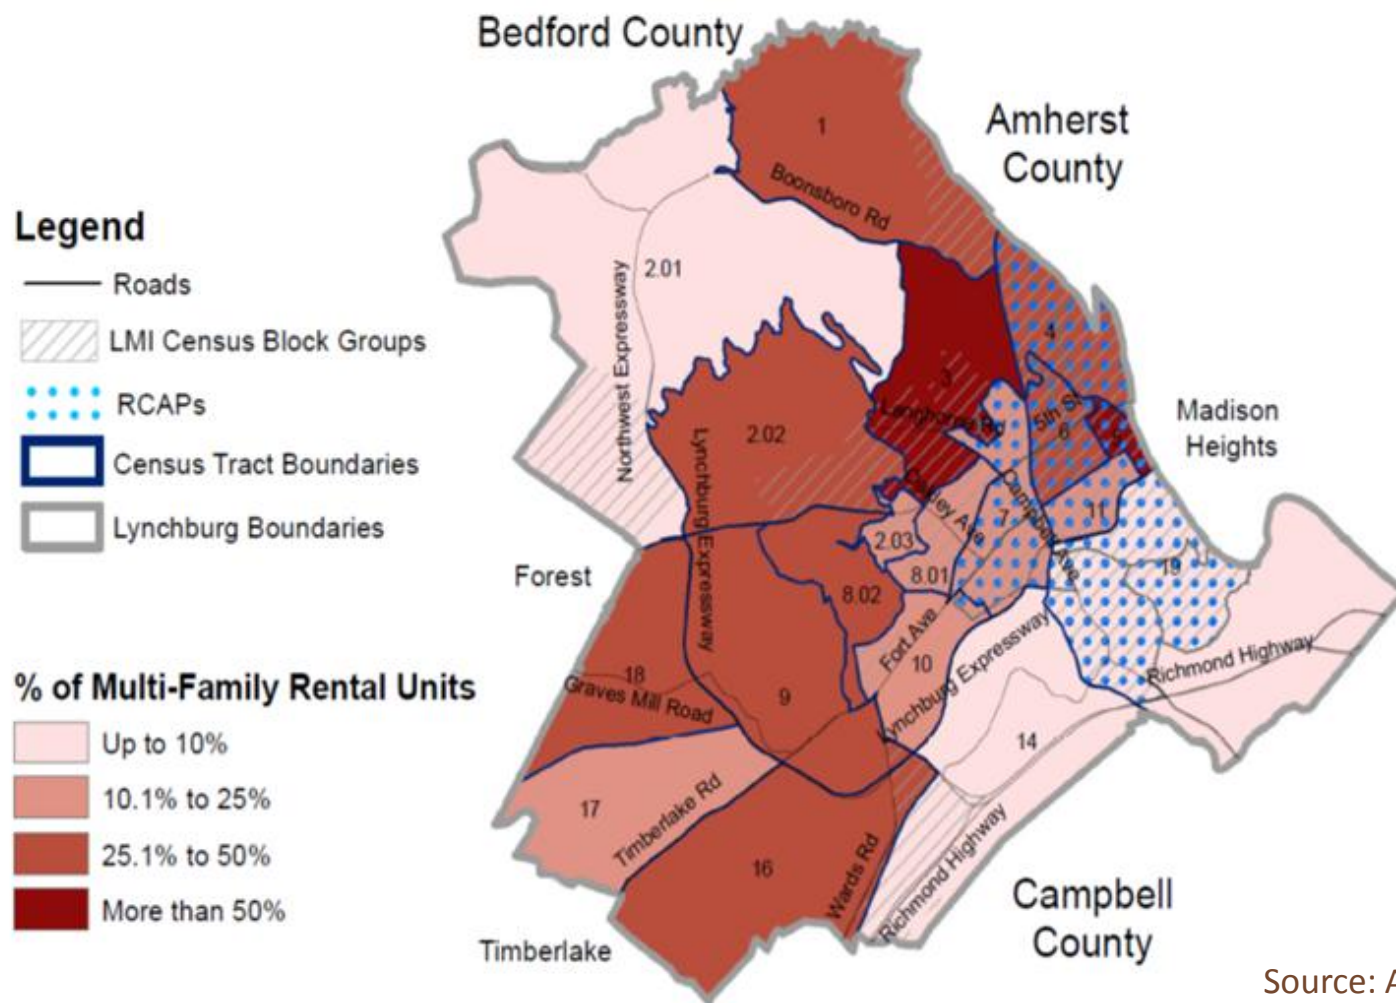 Bedford County
Amherst
County
Legend
Roads
LMI Census Block Groups
RCAPs
Census Tract Boundaries
Lynchburg Boundaries
% of Multi-Family Rental Units
Up to 10%
10.1% to 25%
25.1% to 50%
More than 50%
1
Boonsboro Rd
2.01
Northwest Expressway
2.02
Lynchburg Expressway
3
Langhorne Rd
4
5th St
6
Madison
Heights
11
Campbell Ave
7
2.03
8.01
8.02
19
Forest
Fort Ave
10
Lynchburg Expressway
Richmond Highway
18
Graves Mill Road
9
14
17
Timberlake Rd
16
Wards Rd
Richmond Highway
Campbell
County
Timberlake
Source: A